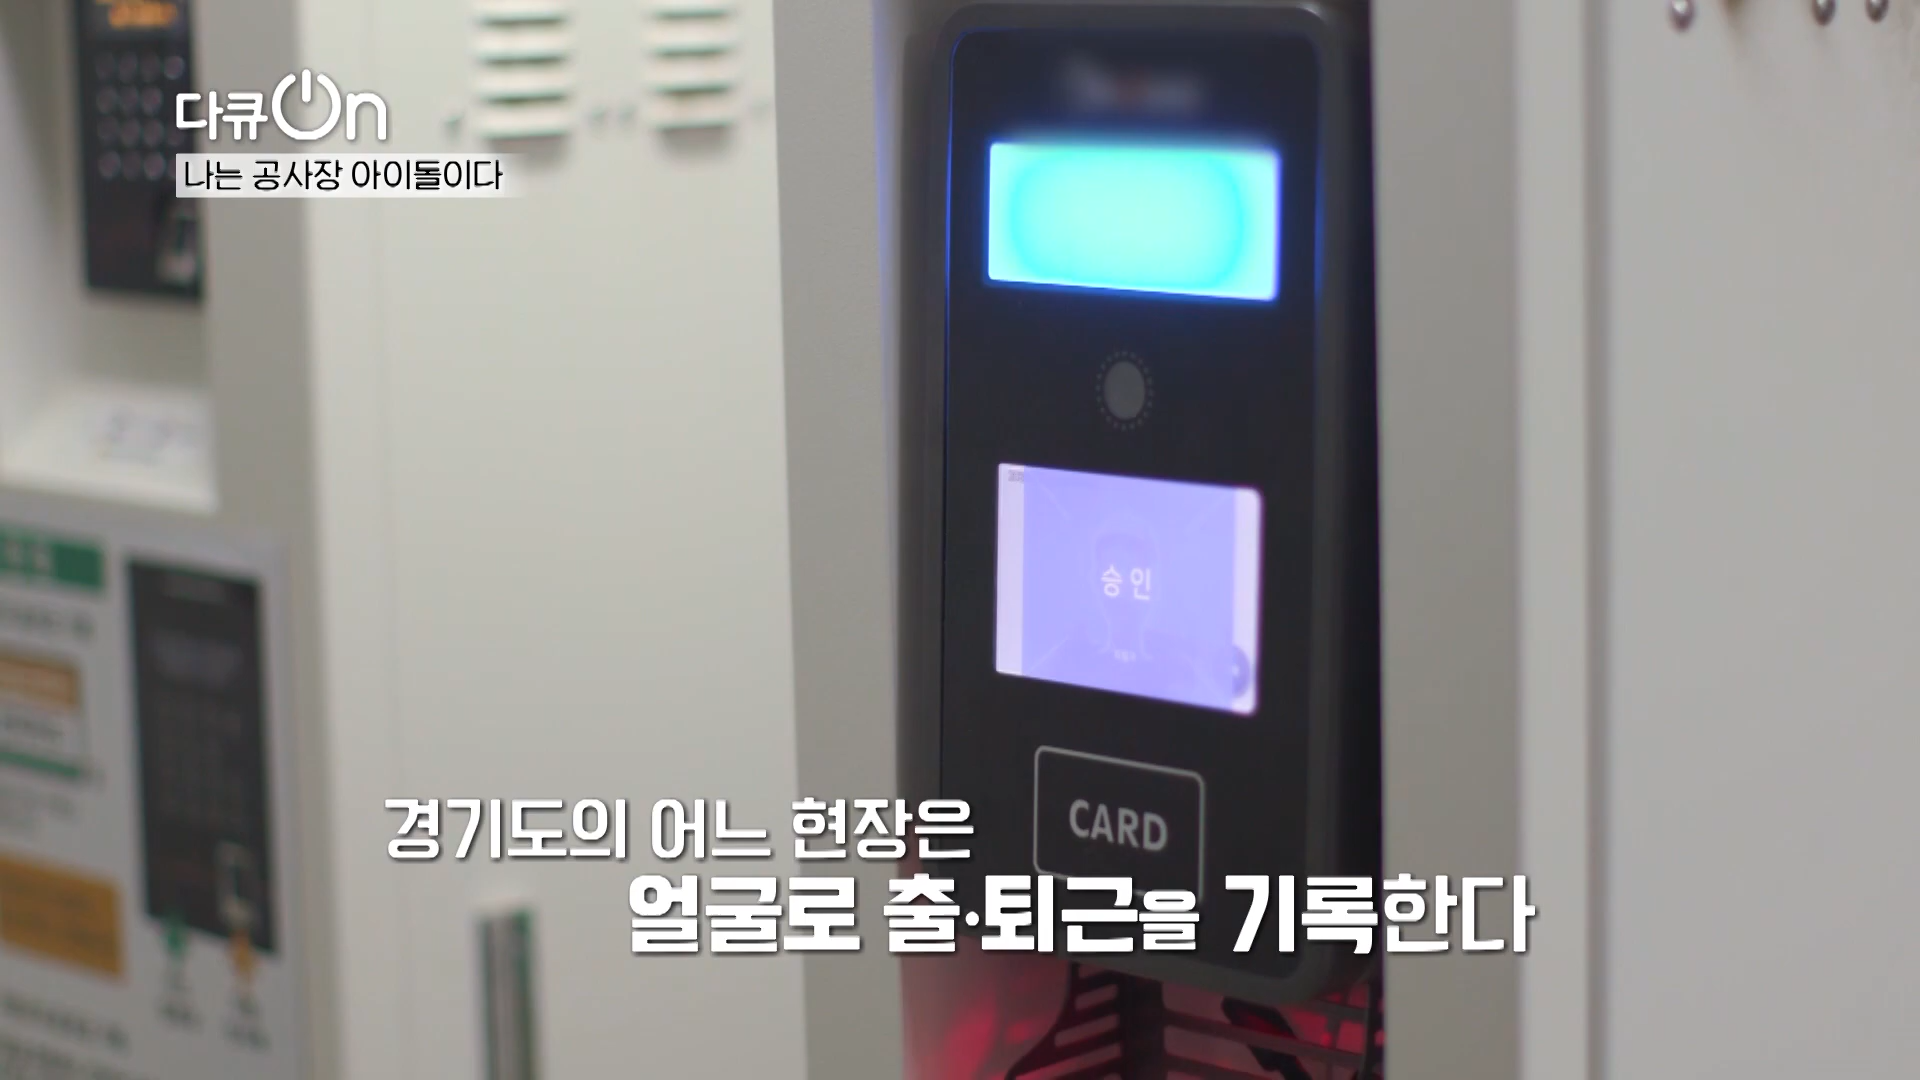 다큐On
나는 공사장 아이돌이다
승인
CARD
경기도의 어느 현장은
얼굴로 출·퇴근을 기록한다